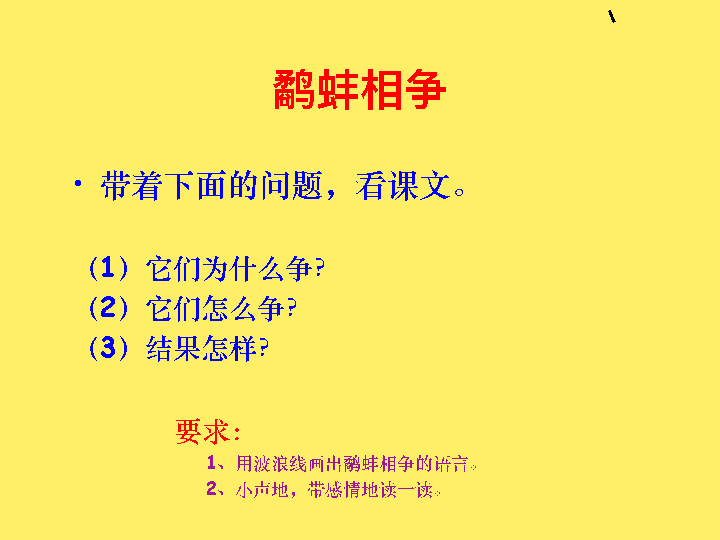 鹬蚌相争
• 带着下面的问题，看课文。
（1）它们为什么争？
（2）它们怎么争？
（3）结果怎样？
要求：
1、用波浪线画出鹬蚌相争的语言。
2、小声地，带感情地读一读。